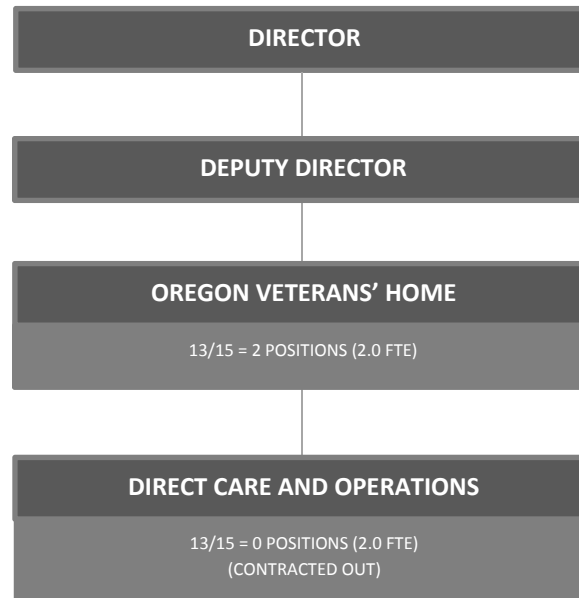 DIRECTOR
DEPUTY DIRECTOR
OREGON VETERANS’ HOME
13/15 = 2 POSITIONS (2.0 FTE)
DIRECT CARE AND OPERATIONS
13/15 = 0 POSITIONS (2.0 FTE)
(CONTRACTED OUT)